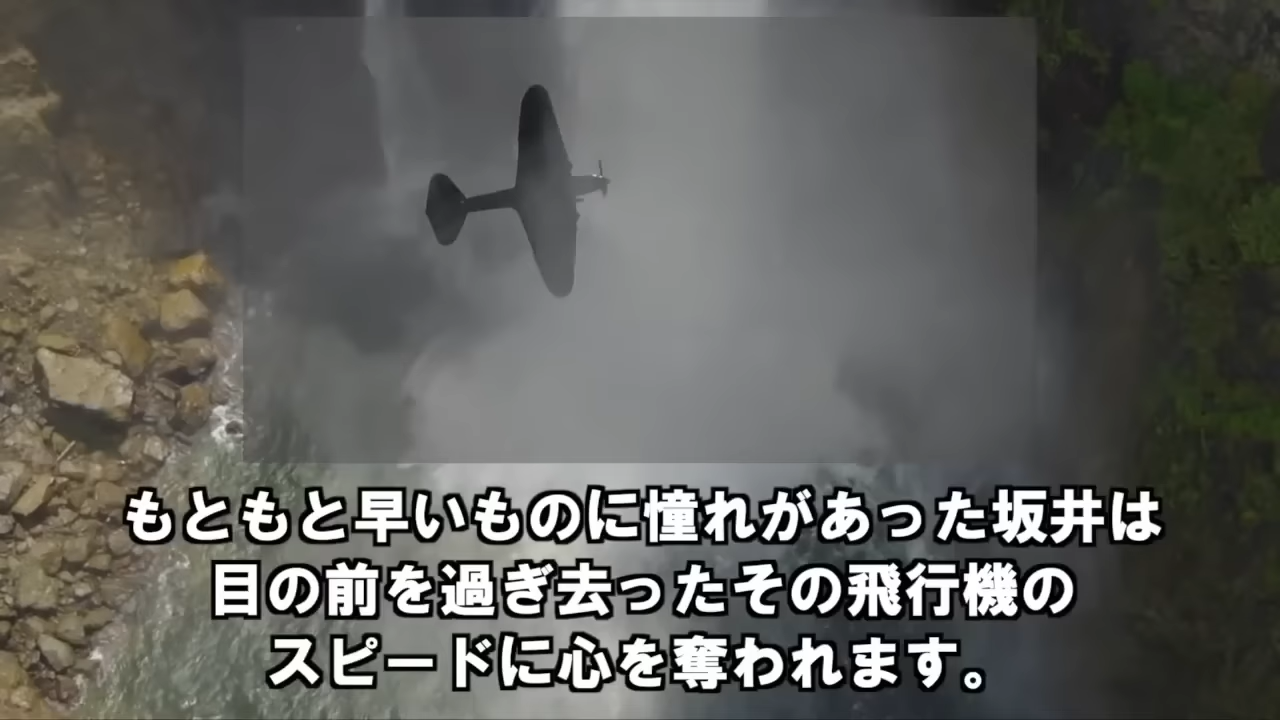 もともと早いものに憧れがあった坂井は
目の前を過ぎ去ったその飛行機の
スピードに心を奪われます。